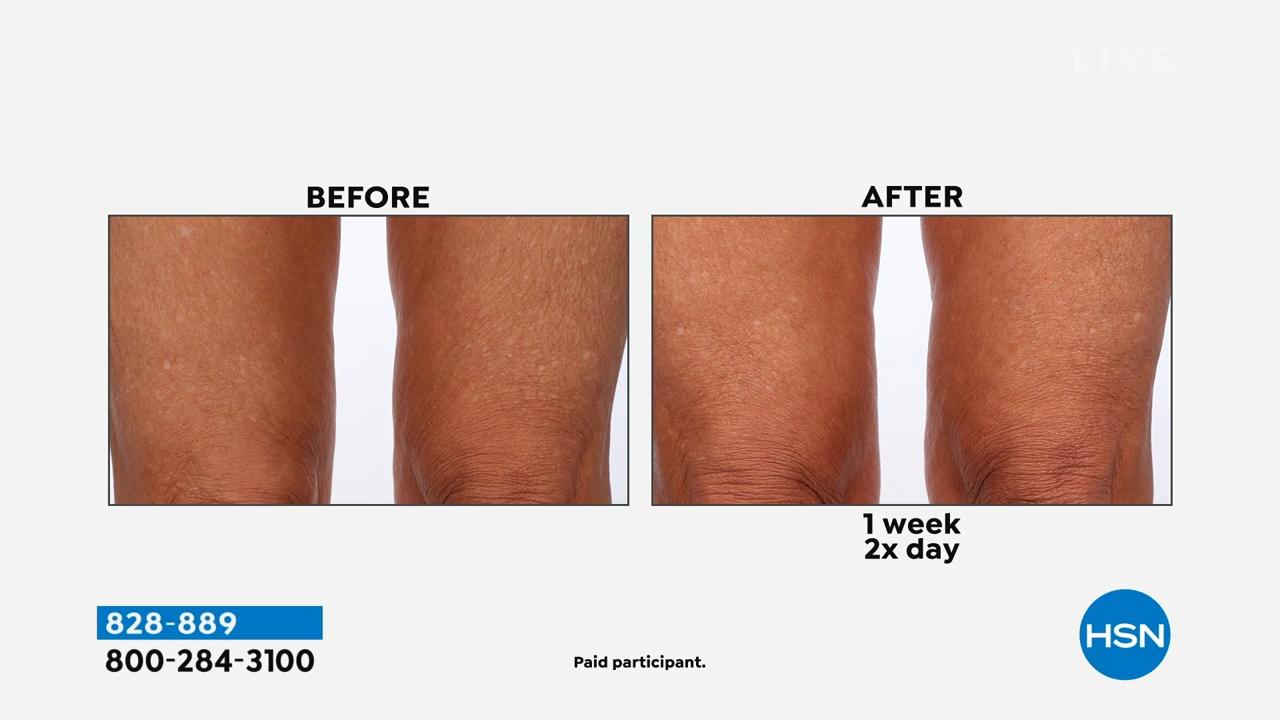 LIVE
BEFORE
AFTER
1 week
2x day
828-889
800-284-3100
Paid participant.
HSN